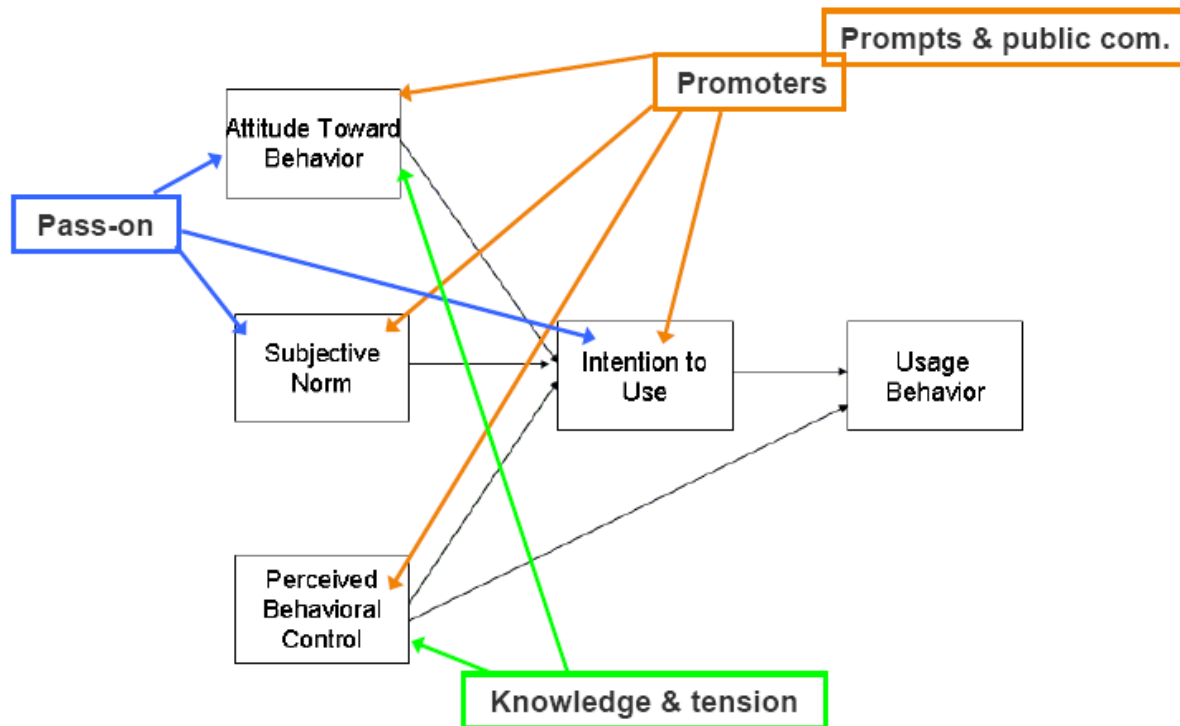 Prompts & public com.
Promoters
Attitude Toward
Behavior
Pass-on
Subjective
Norm
Intention to
Use
Usage
Behavior
Perceived
Behavioral
Control
Knowledge & tension